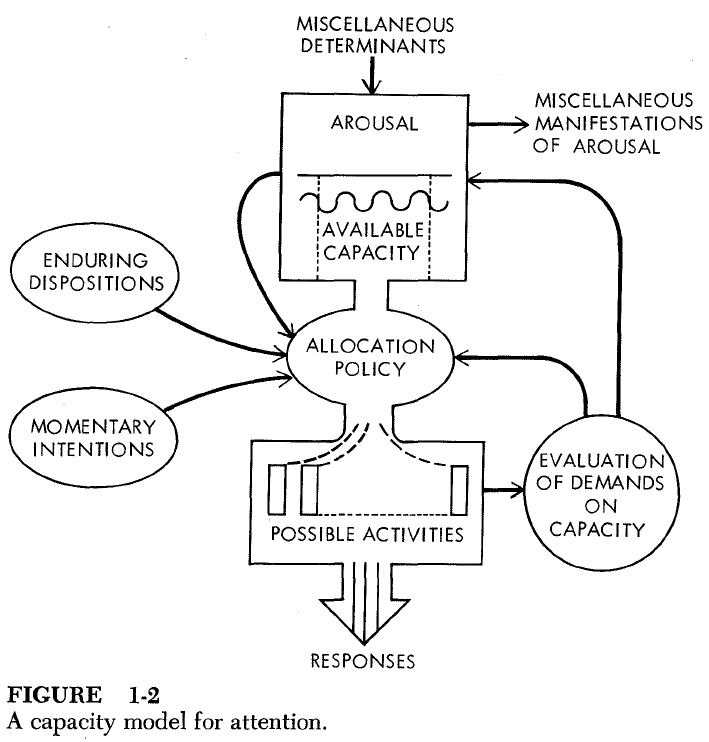 MISCELLANEOUS
DETERMINANTS
AROUSAL
MISCELLANEOUS
MANIFESTATIONS
OF AROUSAL
AVAILABLE
CAPACITY
ENDURING
DISPOSITIONS
ALLOCATION
POLICY
MOMENTARY
INTENTIONS
EVALUATION
OF DEMANDS
ON
CAPACITY
POSSIBLE ACTIVITIES
RESPONSES
FIGURE 1-2
A capacity model for attention.